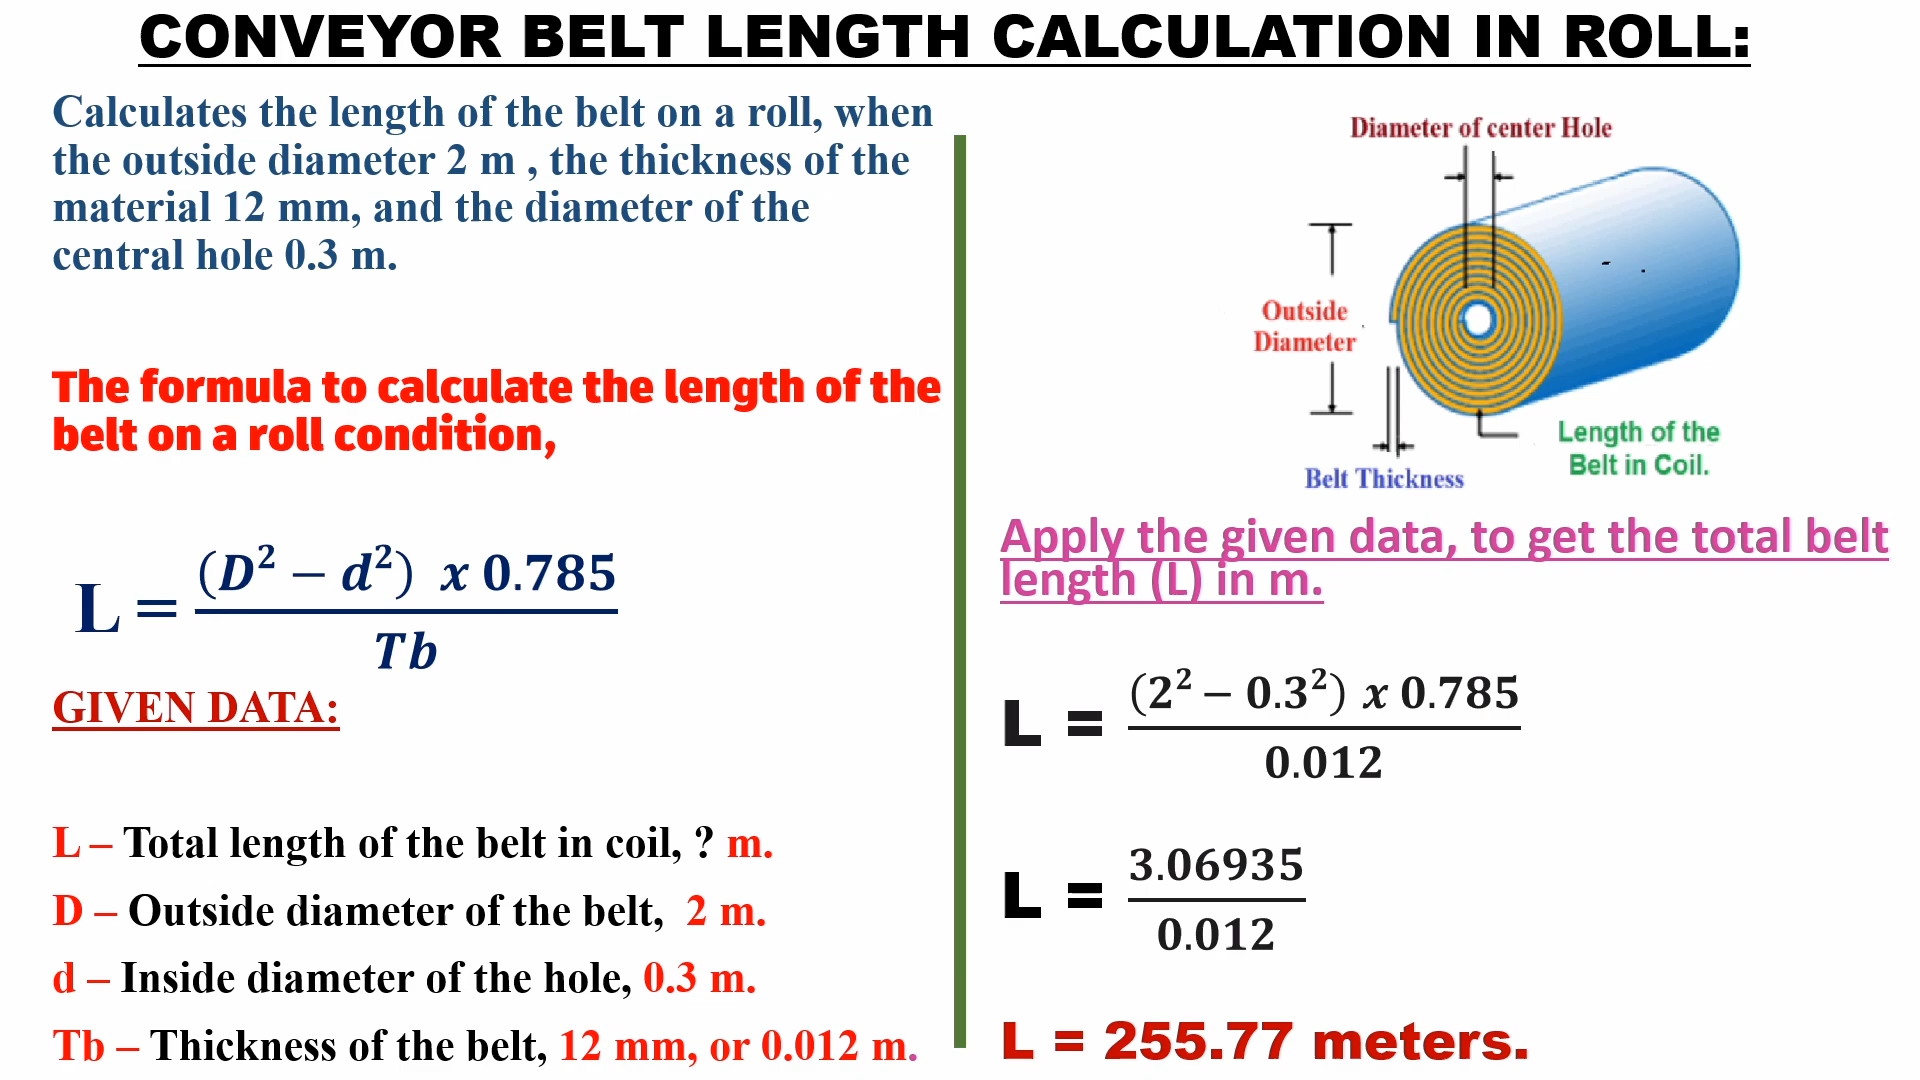 CONVEYOR BELT LENGTH CALCULATION IN ROLL:
Calculates the length of the belt on a roll, when
the outside diameter 2 m , the thickness of the
material 12 mm, and the diameter of the
central hole 0.3 m.
The formula to calculate the length of the
belt on a roll condition,
L = (D² − d²) x 0.785
Tb
GIVEN DATA:
L – Total length of the belt in coil, ? m.
D – Outside diameter of the belt, 2 m.
d – Inside diameter of the hole, 0.3 m.
Tb – Thickness of the belt, 12 mm, or 0.012 m.
Diameter of center Hole
Outside
Diameter
Belt Thickness
Length of the
Belt in Coil.
Apply the given data, to get the total belt
length (L) in m.
L = (2² − 0.3²) x 0.785
0.012
L = 3.06935
0.012
L = 255.77 meters.